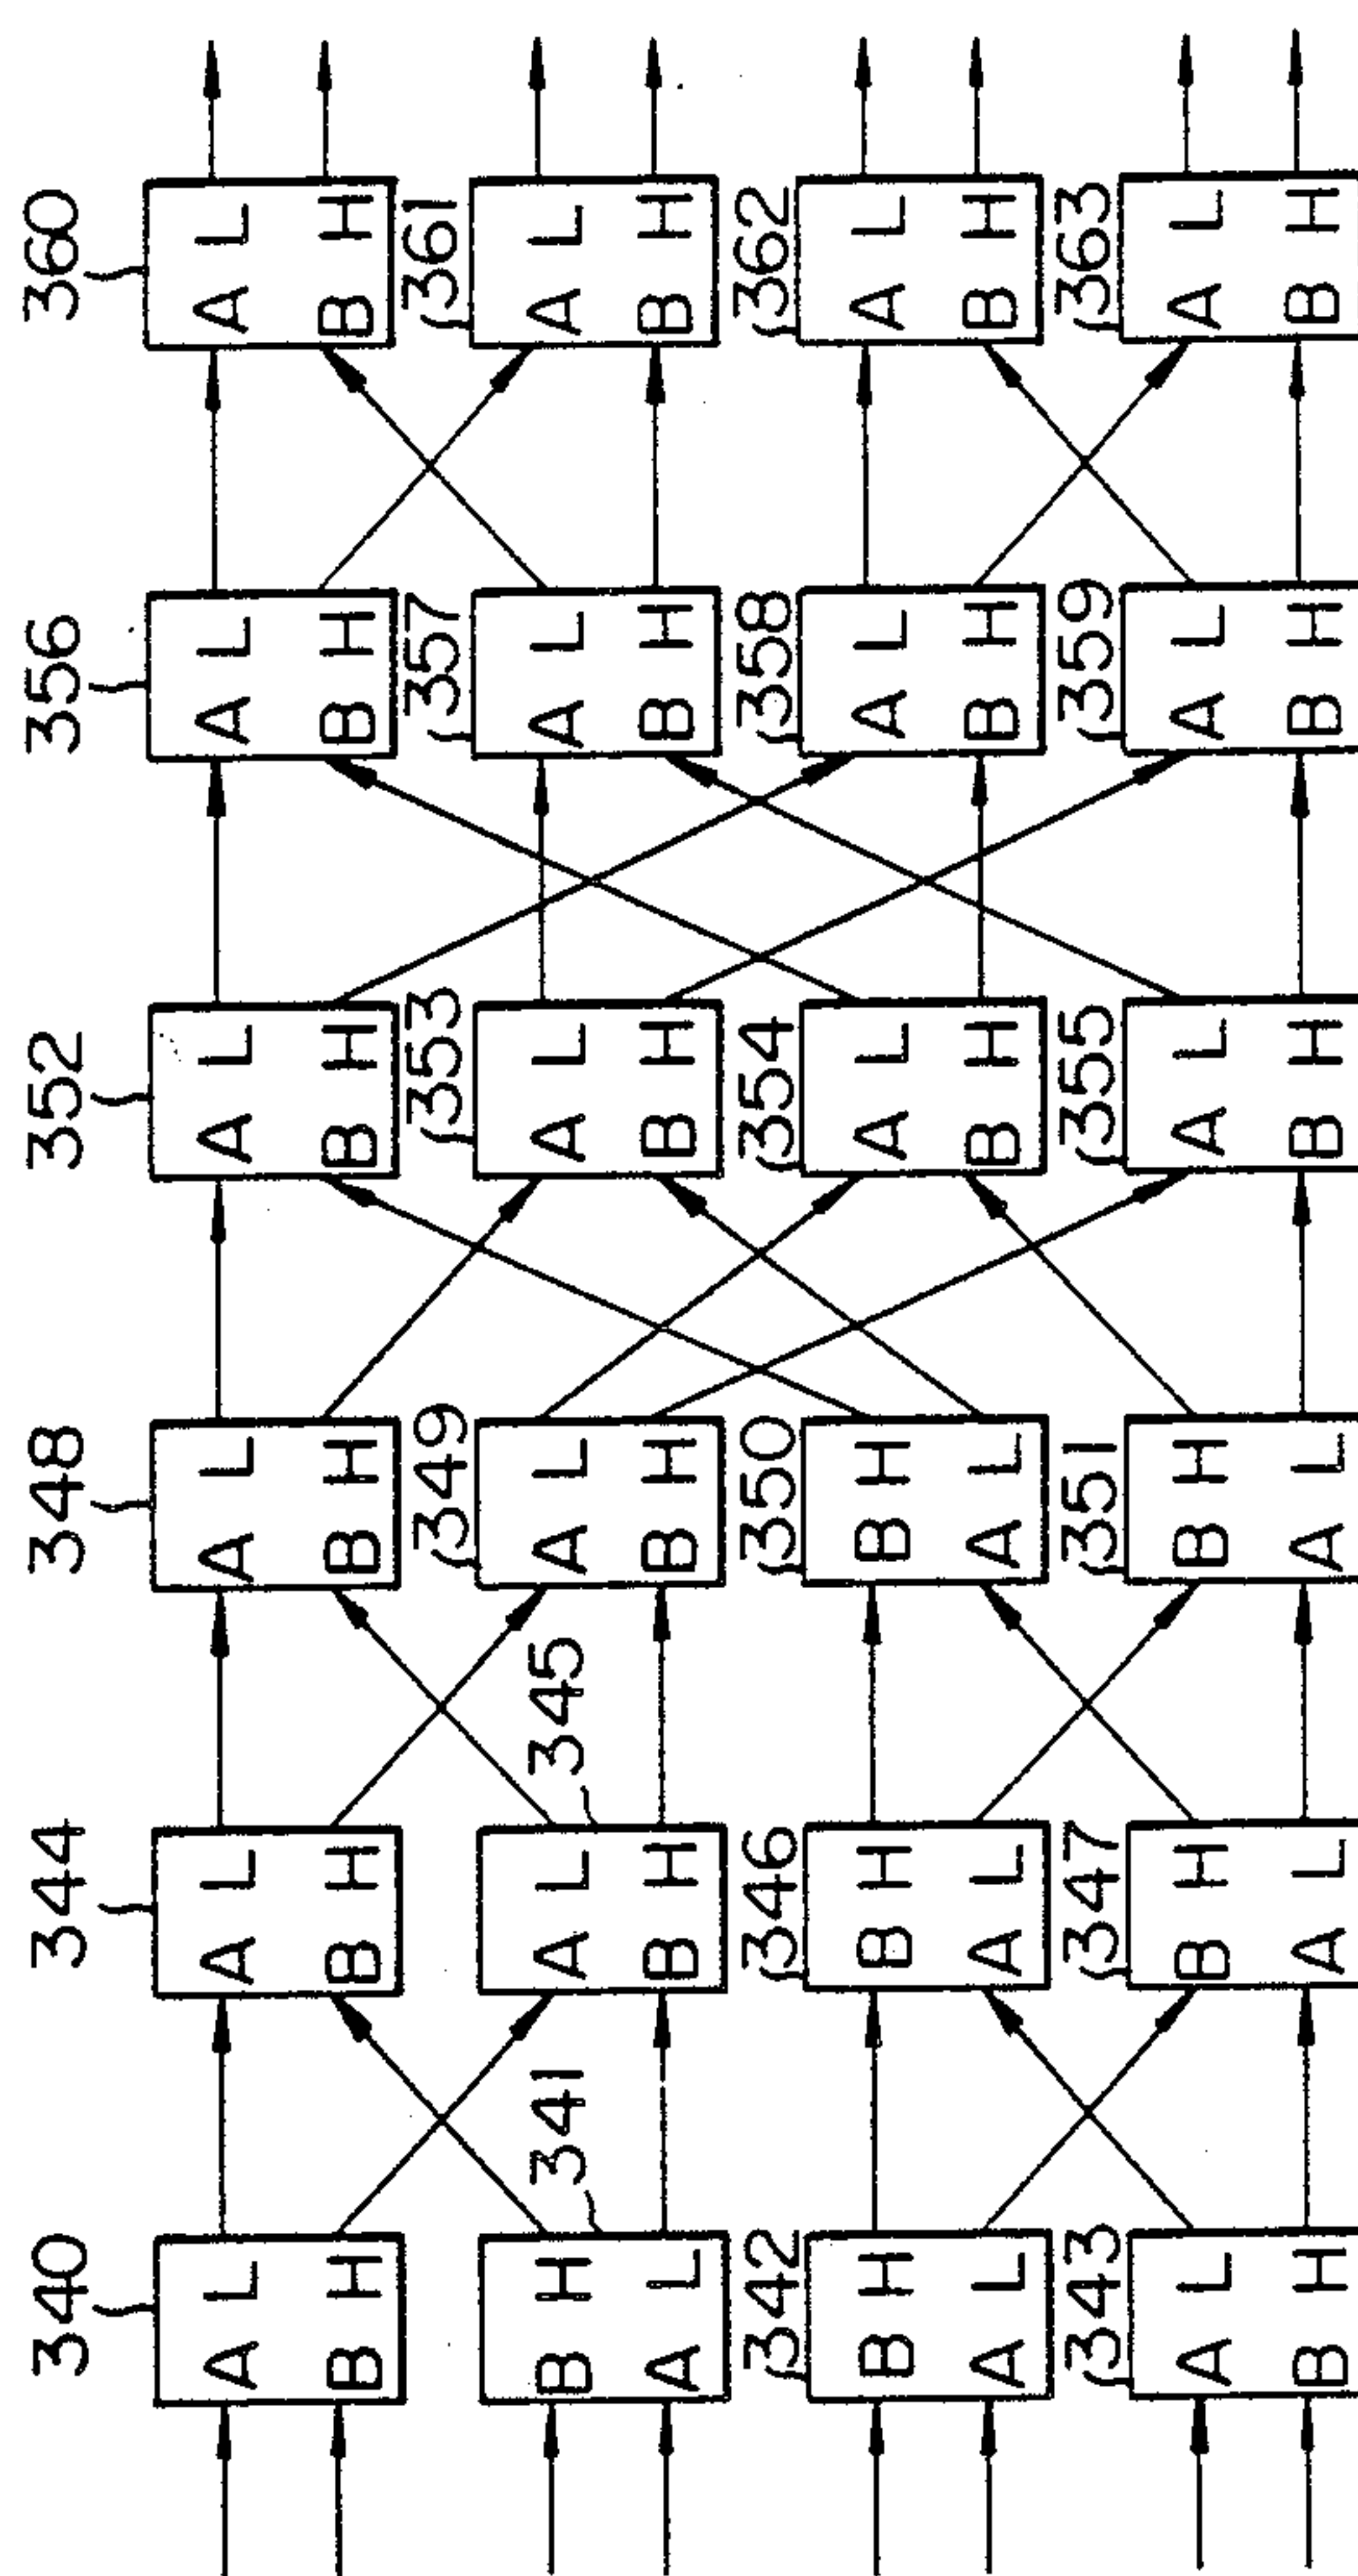 340 344 348 352 356 360
A L A L A L A L A L A L
B H B H B H B H B H B H
341 345 349 353 357 361
B H A L A L A L A L A L
A L B H B H B H B H B H
342 346 350 354 358 362
B H B H B H A L A L A L
A L A L A L B H B H B H
343 347 351 355 359 363
A L B H B H A L A L A L
B H A L A L B H B H B H